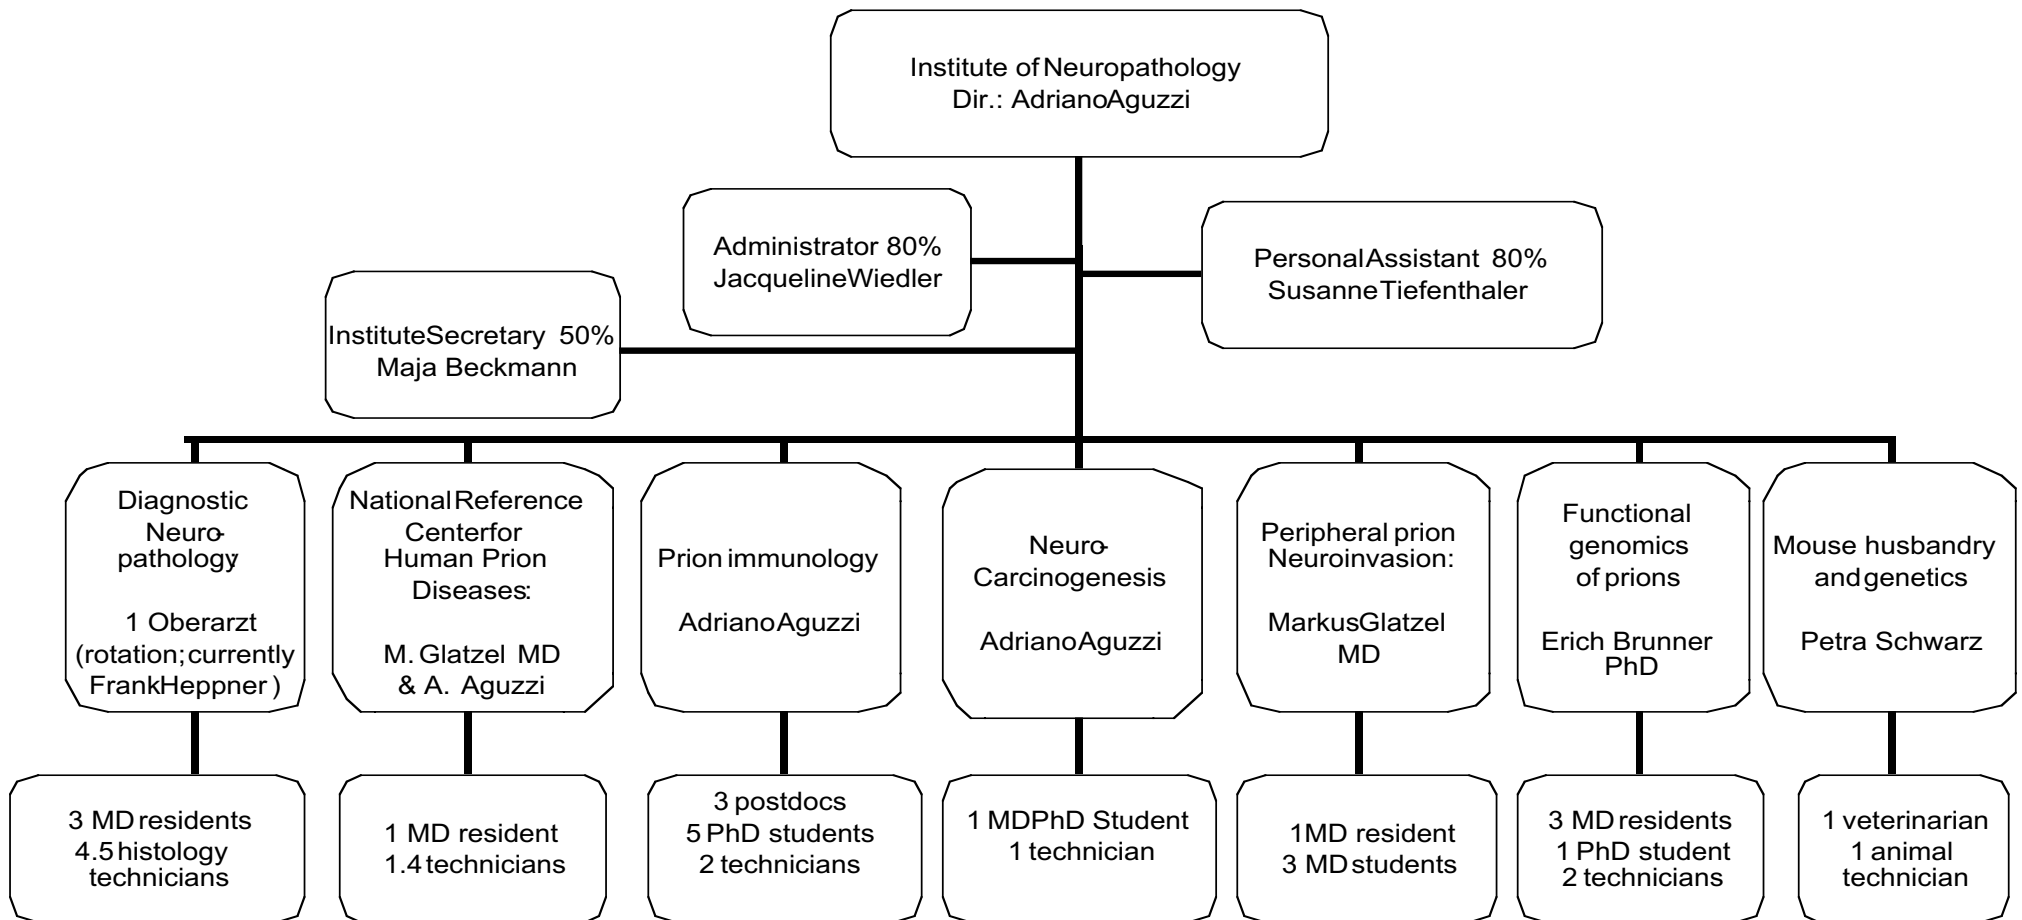 Institute of Neuropathology
Dir.: Adriano Aguzzi
Administrator 80%
Jacqueline Wiedler
Personal Assistant 80%
Susanne Tiefenthaler
Institute Secretary 50%
Maja Beckmann
Diagnostic
Neuro-
pathology:
1 Oberarzt
(rotation; currently
Frank Heppner )
National Reference
Center for
Human Prion
Diseases:
M. Glatzel MD
& A. Aguzzi
Prion immunology
Adriano Aguzzi
Neuro-
Carcinogenesis
Adriano Aguzzi
Peripheral prion
Neuroinvasion:
Markus Glatzel
MD
Functional
genomics
of prions
Erich Brunner
PhD
Mouse husbandry
and genetics
Petra Schwarz
3 MD residents
4.5 histology
technicians
1 MD resident
1.4 technicians
3 postdocs
5 PhD students
2 technicians
1 MDPhD Student
1 technician
1MD resident
3 MD students
3 MD residents
1 PhD student
2 technicians
1 veterinarian
1 animal
technician